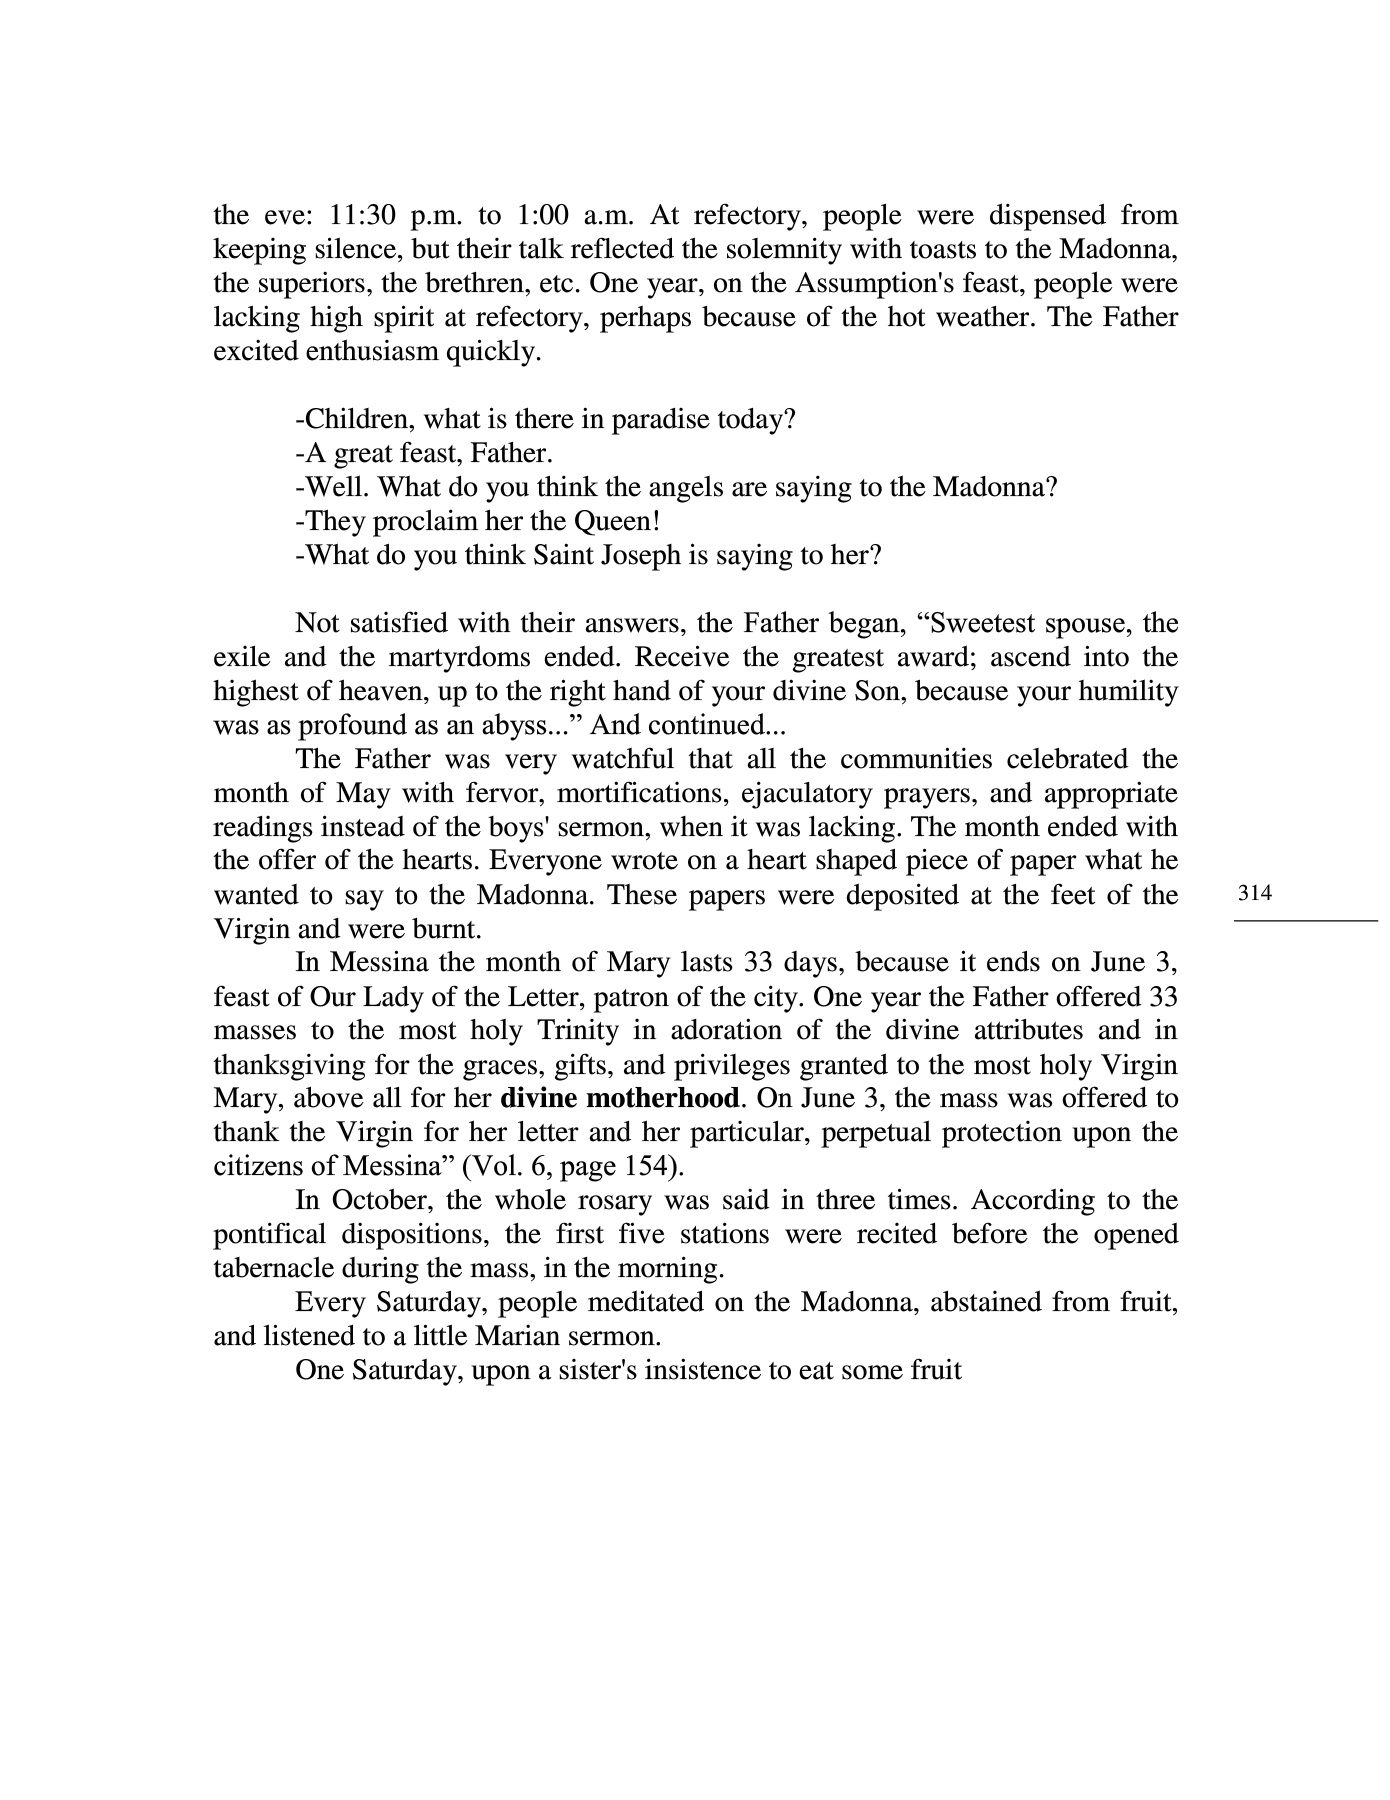 the eve: 11:30 p.m. to 1:00 a.m. At refectory, people were dispensed from
keeping silence, but their talk reflected the solemnity with toasts to the Madonna,
the superiors, the brethren, etc. One year, on the Assumption's feast, people were
lacking high spirit at refectory, perhaps because of the hot weather. The Father
excited enthusiasm quickly.
-Children, what is there in paradise today?
-A great feast, Father.
-Well. What do you think the angels are saying to the Madonna?
-They proclaim her the Queen!
-What do you think Saint Joseph is saying to her?
Not satisfied with their answers, the Father began, “Sweetest spouse, the
exile and the martyrdoms ended. Receive the greatest award; ascend into the
highest of heaven, up to the right hand of your divine Son, because your humility
was as profound as an abyss...” And continued...
The Father was very watchful that all the communities celebrated the
month of May with fervor, mortifications, ejaculatory prayers, and appropriate
readings instead of the boys' sermon, when it was lacking. The month ended with
the offer of the hearts. Everyone wrote on a heart shaped piece of paper what he
wanted to say to the Madonna. These papers were deposited at the feet of the
Virgin and were burnt.
314
In Messina the month of Mary lasts 33 days, because it ends on June 3,
feast of Our Lady of the Letter, patron of the city. One year the Father offered 33
masses to the most holy Trinity in adoration of the divine attributes and in
thanksgiving for the graces, gifts, and privileges granted to the most holy Virgin
Mary, above all for her divine motherhood. On June 3, the mass was offered to
thank the Virgin for her letter and her particular, perpetual protection upon the
citizens of Messina” (Vol. 6, page 154).
In October, the whole rosary was said in three times. According to the
pontifical dispositions, the first five stations were recited before the opened
tabernacle during the mass, in the morning.
Every Saturday, people meditated on the Madonna, abstained from fruit,
and listened to a little Marian sermon.
One Saturday, upon a sister's insistence to eat some fruit